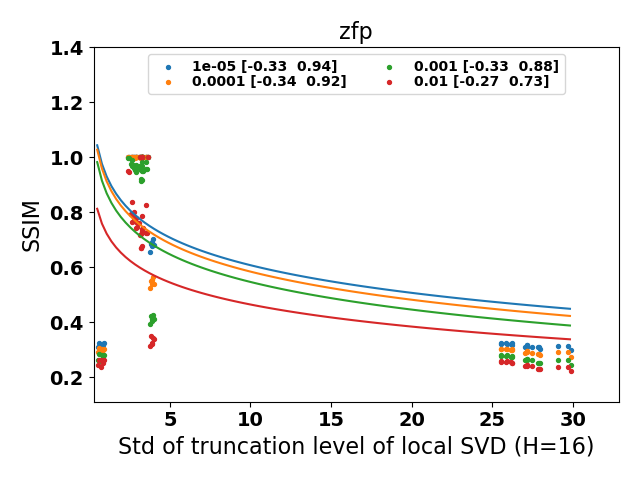 zfp
1e-05 [-0.33  0.94]
0.0001 [-0.34  0.92]
0.001 [-0.33  0.88]
0.01 [-0.27  0.73]
SSIM
1.4
1.2
1.0
0.8
0.6
0.4
0.2
5 10 15 20 25 30
Std of truncation level of local SVD (H=16)